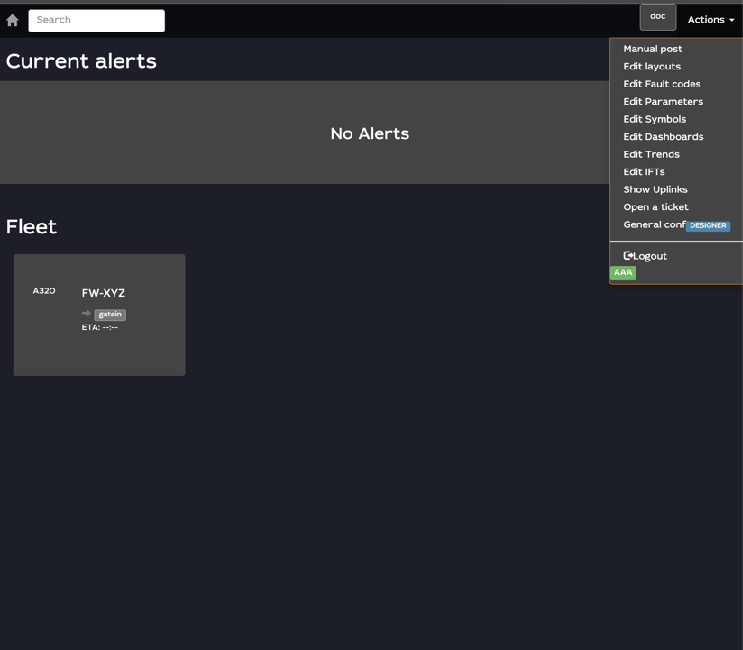 Search
doc
Actions
Current alerts
No Alerts
Manual post
Edit layouts
Edit Fault codes
Edit Parameters
Edit Symbols
Edit Dashboards
Edit Trends
Edit IFTs
Show Uplinks
Open a ticket
General conf DESIGNER
Logout
AAA
Fleet
A32D FW-XYZ
gatein
ETA: --:--